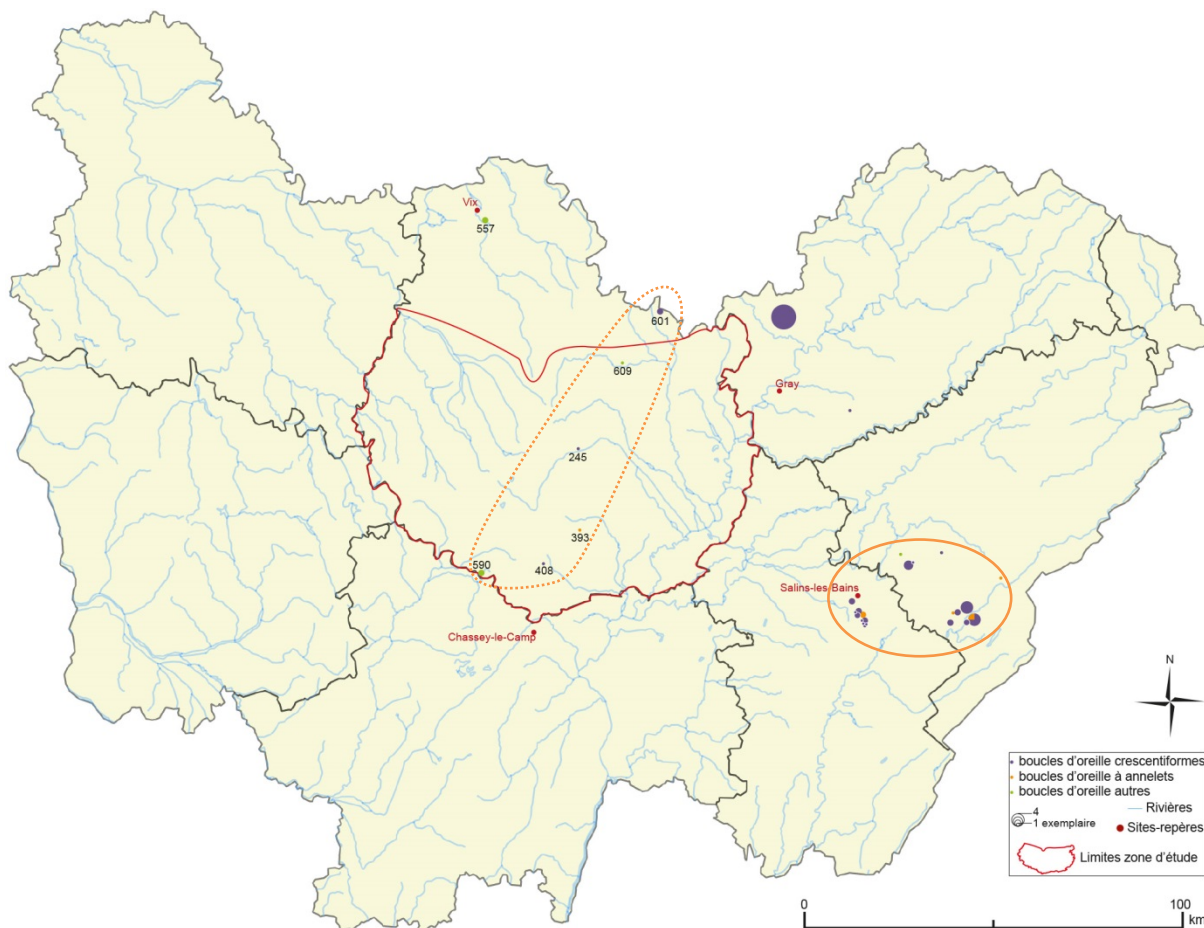 Vix
557
601
609
Gray
245
393
590
408
Salins-les-Bains
Chassey-le-Camp
N
boucles d'oreille crescentiformes
boucles d'oreille à annelets
boucles d'oreille autres
4
1 exemplaire
Rivières
Sites-repères
Limites zone d'étude
0
100
km